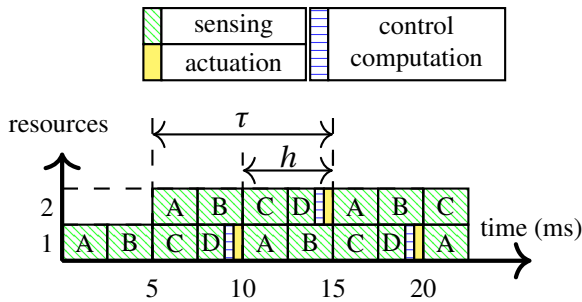 sensing
actuation
control
computation
resources
τ
h
2 A B C D A B C
1 A B C D A B C D A
time (ms)
5 10 15 20